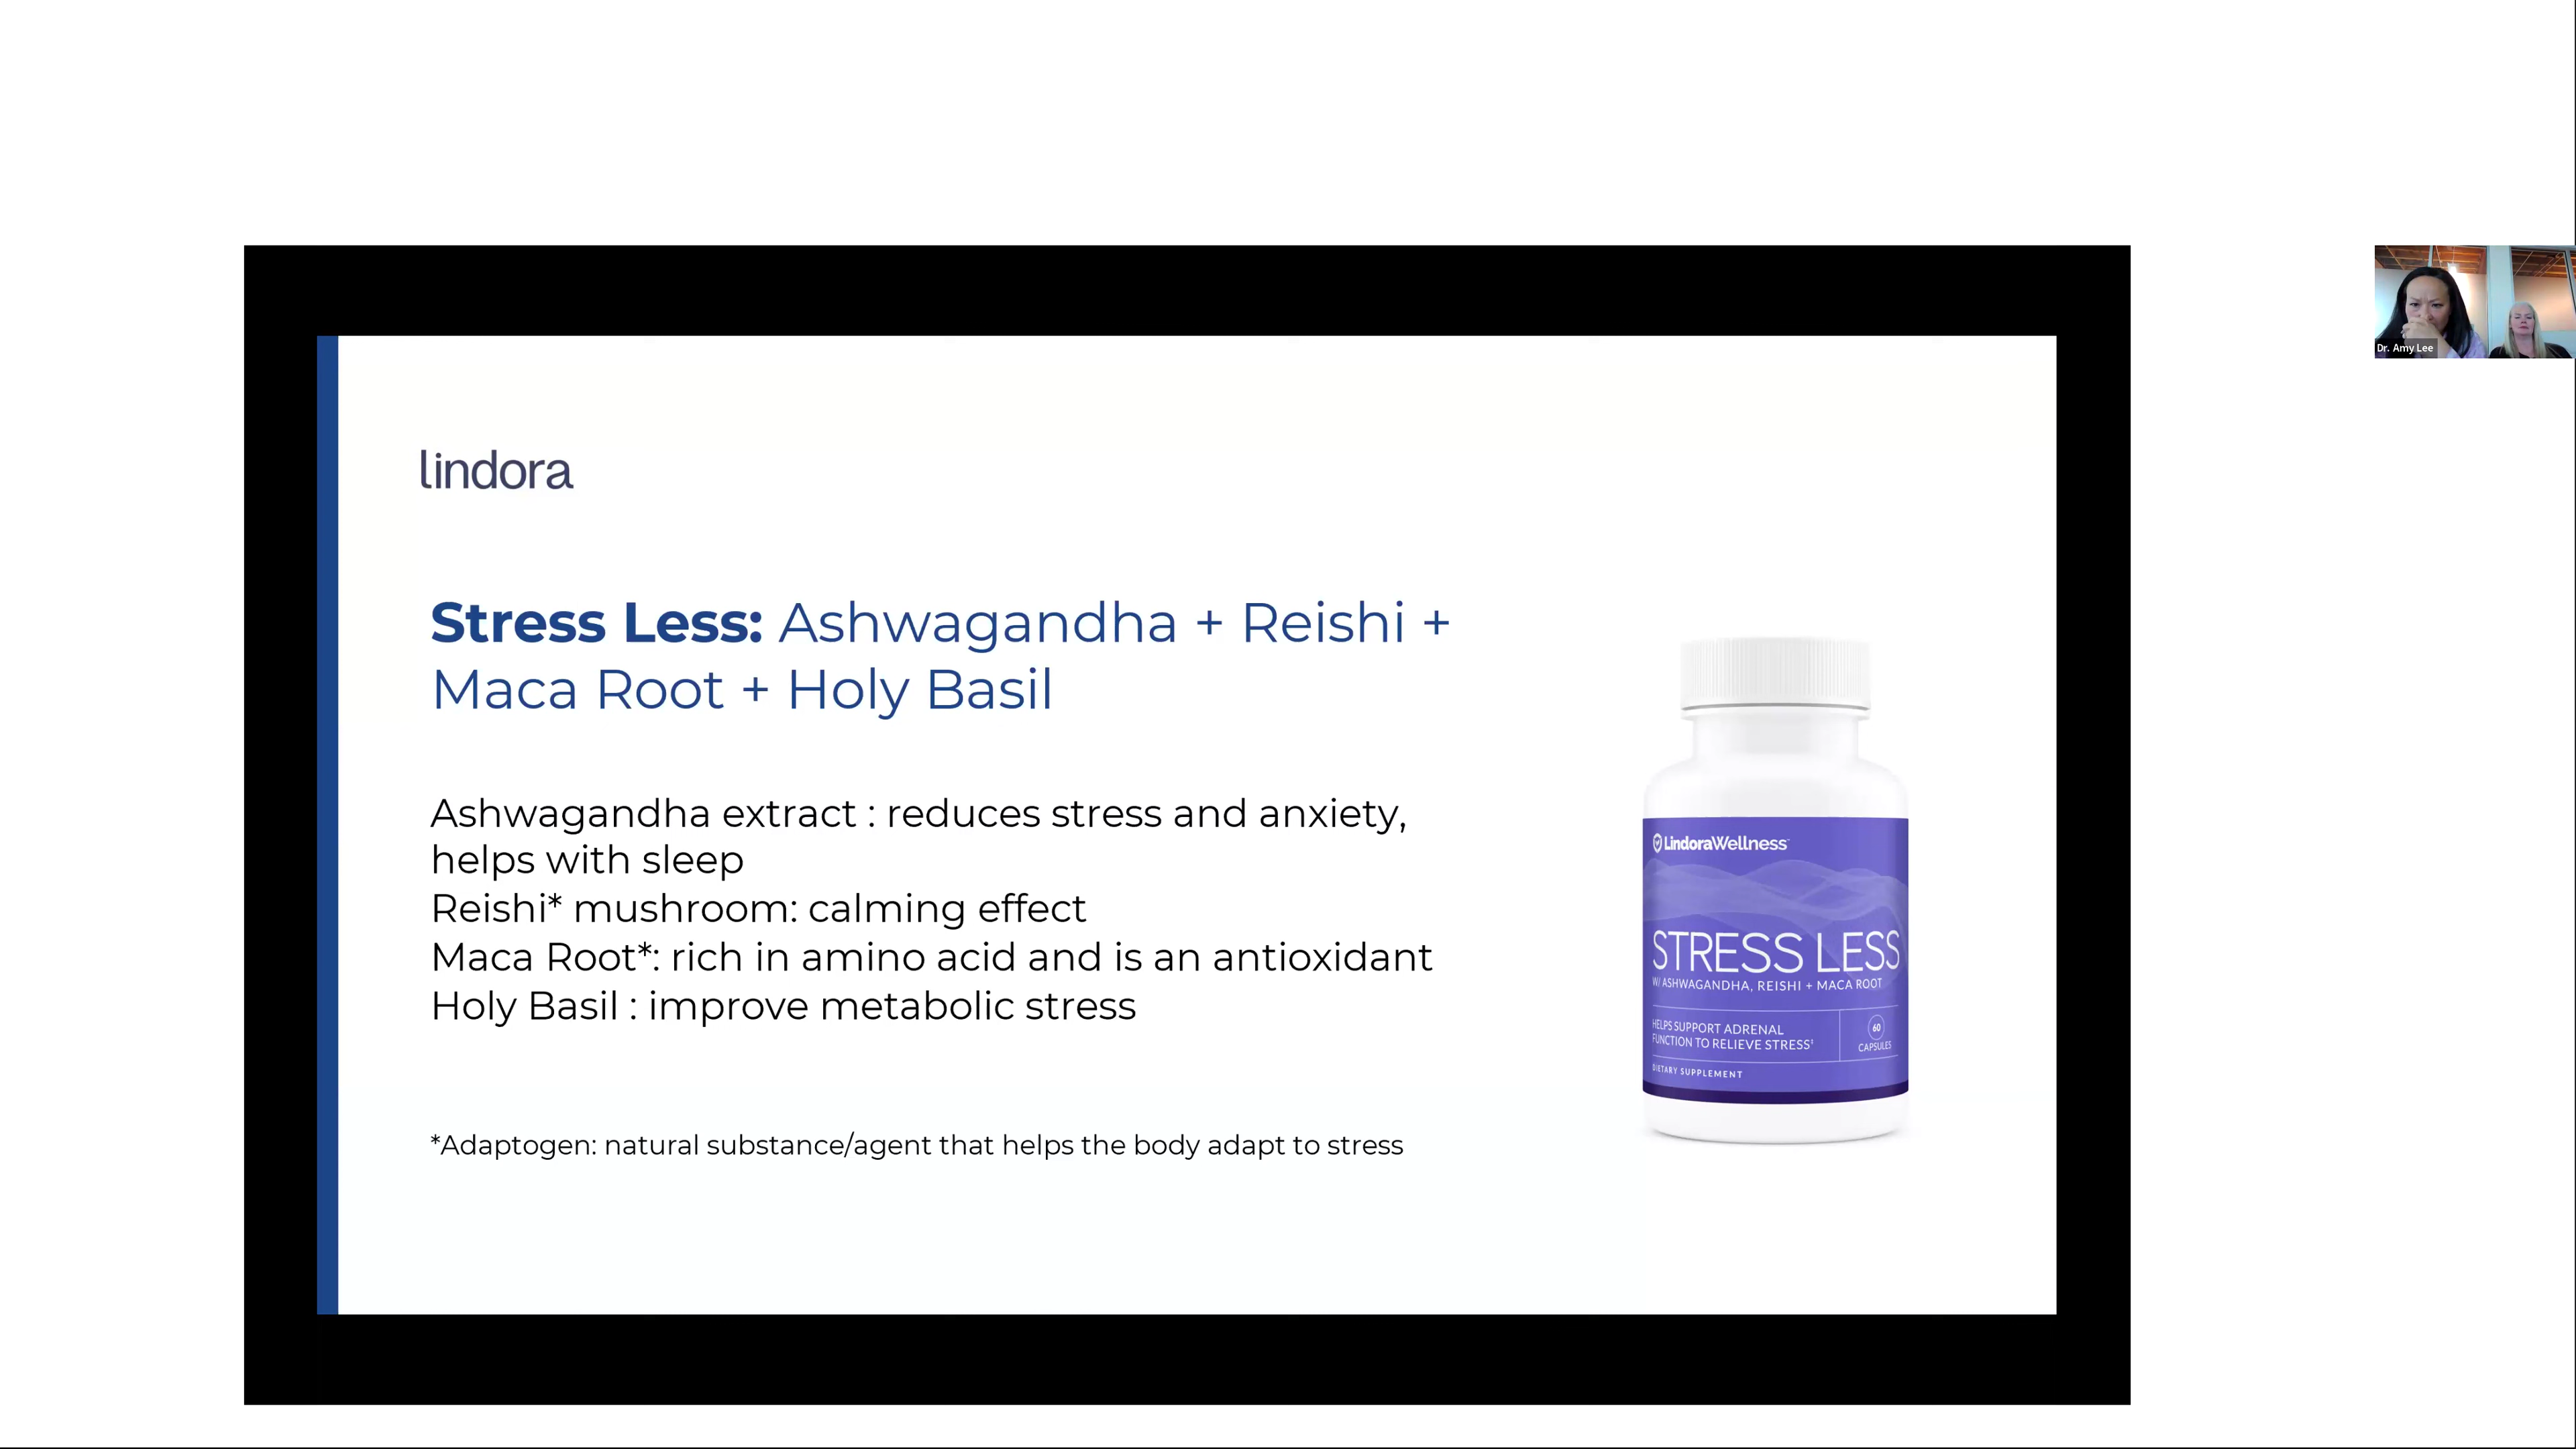 lindora
Stress Less: Ashwagandha + Reishi +
Maca Root + Holy Basil
Ashwagandha extract : reduces stress and anxiety,
helps with sleep
Reishi* mushroom: calming effect
Maca Root*: rich in amino acid and is an antioxidant
Holy Basil : improve metabolic stress
*Adaptogen: natural substance/agent that helps the body adapt to stress
LindoraWellness
STRESS LESS
W/ ASHWAGANDHA, REISHI + MACA ROOT
HELPS SUPPORT ADRENAL
FUNCTION TO RELIEVE STRESS‡
60
CAPSULES
DIETARY SUPPLEMENT
Dr. Amy Lee